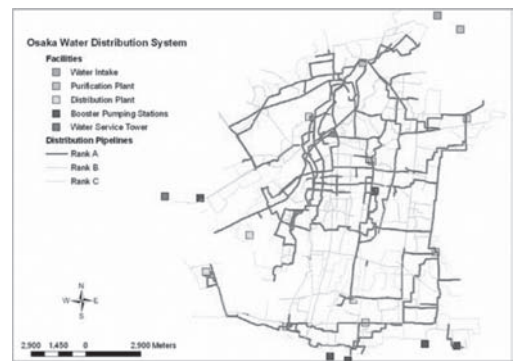 Osaka Water Distribution System
Facilities
Water Intake
Purification Plant
Distribution Plant
Booster Pumping Stations
Water Service Tower
Distribution Pipelines
Rank A
Rank B
Rank C
N
W E
S
2,900 1,450 0 2,900 Meters